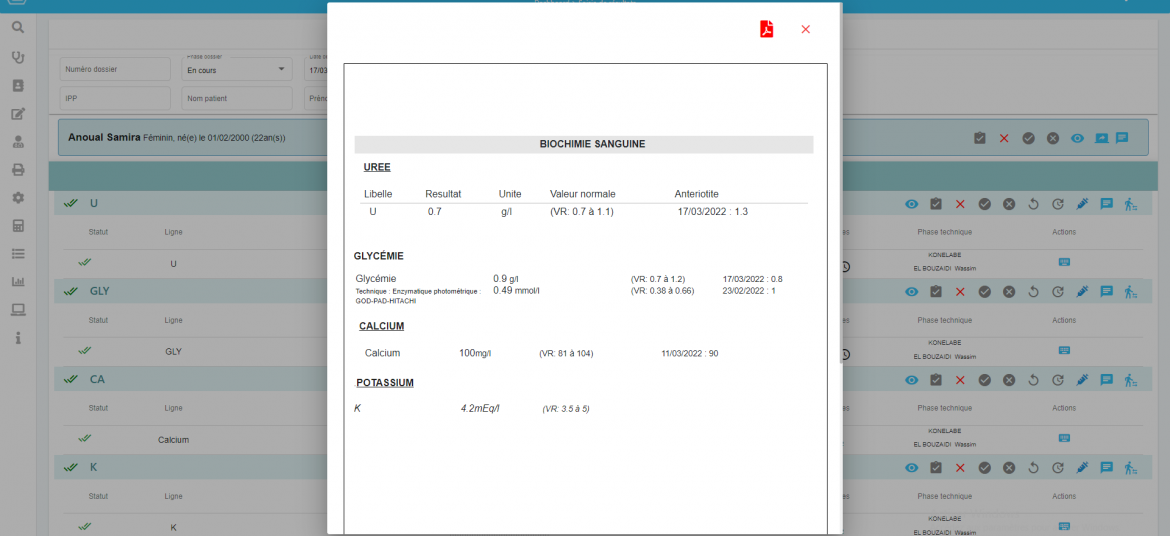 Phase dossier
Numéro dossier En cours 17/03
IPP Nom patient
Anoual Samira Féminin, né(e) le 01/02/2000 (22an(s))
U
Statut Ligne Phase technique Actions
KONELABE
U EL BOUZAIDI Wassim
GLY
Statut Ligne Phase technique Actions
KONELABE
GLY EL BOUZAIDI Wassim
CA
Statut Ligne Phase technique Actions
KONELABE
Calcium EL BOUZAIDI Wassim
K
Statut Ligne Phase technique Actions
KONELABE
K EL BOUZAIDI Wassim
BIOCHIMIE SANGUINE
UREE
Libelle Resultat Unite Valeur normale Anteriotite
U 0.7 g/l (VR: 0.7 à 1.1) 17/03/2022 : 1.3
GLYCÉMIE
Glycémie 0.9 g/l (VR: 0.7 à 1.2) 17/03/2022 : 0.8
Technique : Enzymatique photométrique : 0.49 mmol/l (VR: 0.38 à 0.66) 23/02/2022 : 1
GOD-PAD-HITACHI
CALCIUM
Calcium 100mg/l (VR: 81 à 104) 11/03/2022 : 90
POTASSIUM
K 4.2mEq/l (VR: 3.5 à 5)